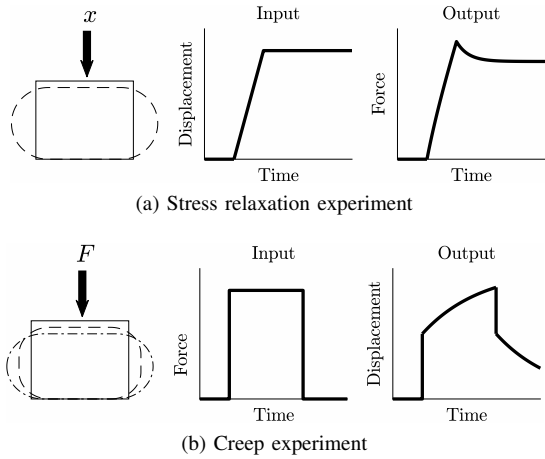 x
Input
Output
Displacement
Force
Time
Time
(a) Stress relaxation experiment
F
Input
Output
Force
Displacement
Time
Time
(b) Creep experiment